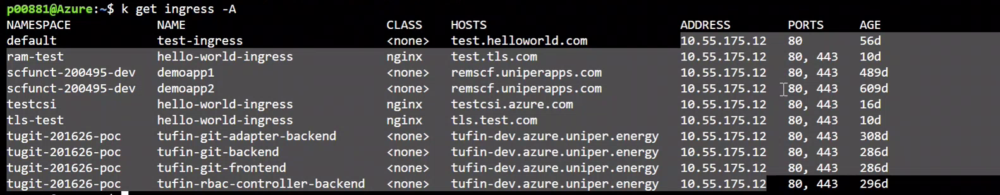 p00881@Azure:~$ k get ingress -A
NAMESPACE NAME CLASS HOSTS ADDRESS PORTS AGE
default test-ingress <none> test.helloworld.com 10.55.175.12 80 56d
ram-test hello-world-ingress nginx test.tls.com 10.55.175.12 80, 443 10d
scfunct-200495-dev demoapp1 <none> remscf.uniperapps.com 10.55.175.12 80, 443 489d
scfunct-200495-dev demoapp2 <none> remscf.uniperapps.com 10.55.175.12 80, 443 609d
testcsi hello-world-ingress nginx testcsi.azure.com 10.55.175.12 80, 443 16d
tls-test hello-world-ingress nginx tls.test.com 10.55.175.12 80, 443 10d
tugit-201626-poc tufin-git-adapter-backend <none> tufin-dev.azure.uniper.energy 10.55.175.12 80, 443 308d
tugit-201626-poc tufin-git-backend <none> tufin-dev.azure.uniper.energy 10.55.175.12 80, 443 286d
tugit-201626-poc tufin-git-frontend <none> tufin-dev.azure.uniper.energy 10.55.175.12 80, 443 286d
tugit-201626-poc tufin-rbac-controller-backend <none> tufin-dev.azure.uniper.energy 10.55.175.12 80, 443 296d